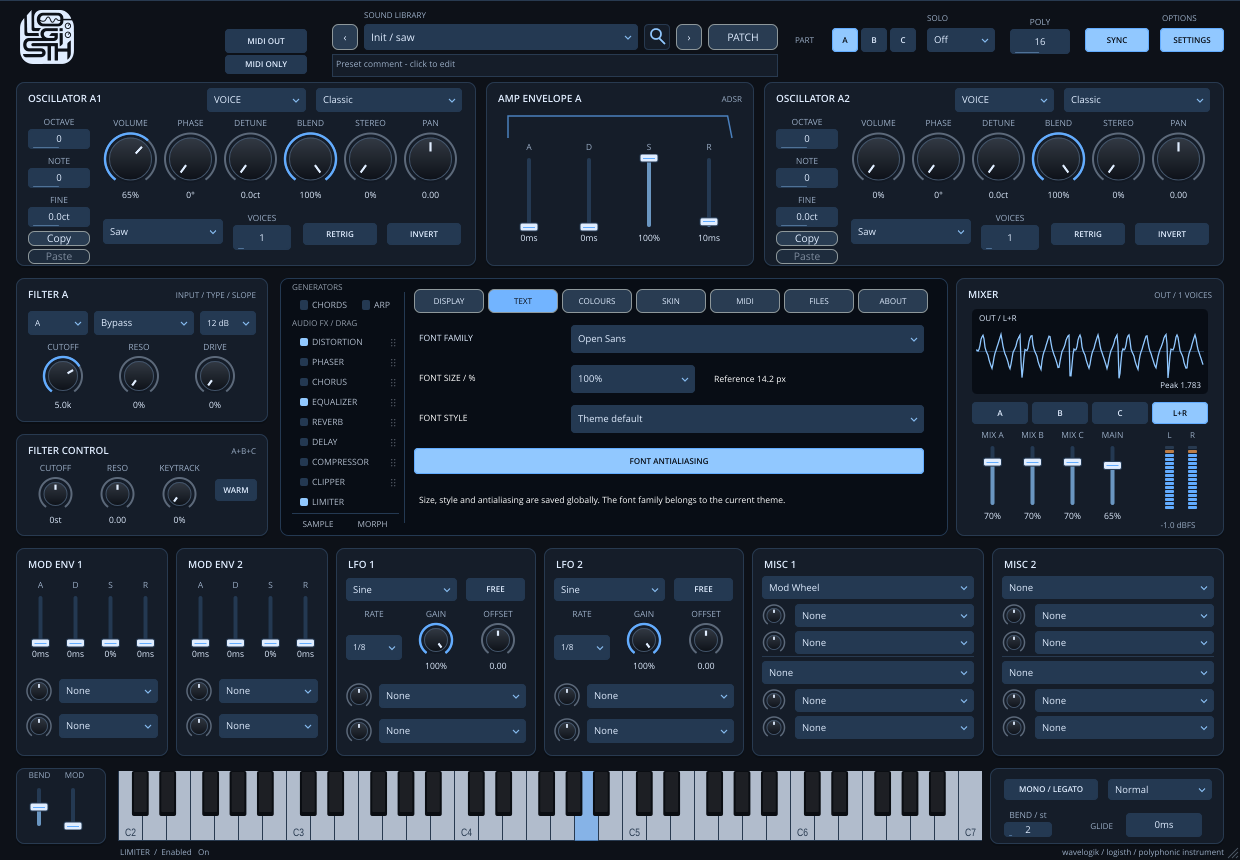 LOGISTH
SOUND LIBRARY
SOLO
POLY
OPTIONS
MIDI OUT
MIDI ONLY
‹
Init / saw
›
PATCH
PART
A
B
C
Off
16
SYNC
SETTINGS
Preset comment - click to edit
OSCILLATOR A1
VOICE
Classic
OCTAVE
0
NOTE
0
FINE
0.0ct
Copy
Paste
VOLUME
PHASE
DETUNE
BLEND
STEREO
PAN
65%
0°
0.0ct
100%
0%
0.00
Saw
VOICES
1
RETRIG
INVERT
AMP ENVELOPE A
ADSR
A
D
S
R
0ms
0ms
100%
10ms
OSCILLATOR A2
VOICE
Classic
OCTAVE
0
NOTE
0
FINE
0.0ct
Copy
Paste
VOLUME
PHASE
DETUNE
BLEND
STEREO
PAN
0%
0°
0.0ct
100%
0%
0.00
Saw
VOICES
1
RETRIG
INVERT
FILTER A
INPUT / TYPE / SLOPE
A
Bypass
12 dB
CUTOFF
RESO
DRIVE
5.0k
0%
0%
FILTER CONTROL
A+B+C
CUTOFF
RESO
KEYTRACK
WARM
0st
0.00
0%
GENERATORS
CHORDS
ARP
AUDIO FX / DRAG
DISTORTION
PHASER
CHORUS
EQUALIZER
REVERB
DELAY
COMPRESSOR
CLIPPER
LIMITER
SAMPLE
MORPH
DISPLAY
TEXT
COLOURS
SKIN
MIDI
FILES
ABOUT
FONT FAMILY
Open Sans
FONT SIZE / %
100%
Reference 14.2 px
FONT STYLE
Theme default
FONT ANTIALIASING
Size, style and antialiasing are saved globally. The font family belongs to the current theme.
MIXER
OUT / 1 VOICES
OUT / L+R
Peak 1.783
A
B
C
L+R
MIX A
MIX B
MIX C
MAIN
L
R
70%
70%
70%
65%
-1.0 dBFS
MOD ENV 1
A
D
S
R
0ms
0ms
0%
0ms
None
None
MOD ENV 2
A
D
S
R
0ms
0ms
0%
0ms
None
None
LFO 1
Sine
FREE
RATE
GAIN
OFFSET
1/8
100%
0.00
None
None
LFO 2
Sine
FREE
RATE
GAIN
OFFSET
1/8
100%
0.00
None
None
MISC 1
Mod Wheel
None
None
None
None
None
MISC 2
None
None
None
None
None
None
BEND
MOD
C2
C3
C4
C5
C6
C7
MONO / LEGATO
Normal
BEND / st
2
GLIDE
0ms
LIMITER / Enabled On
wavelogik / logisth / polyphonic instrument